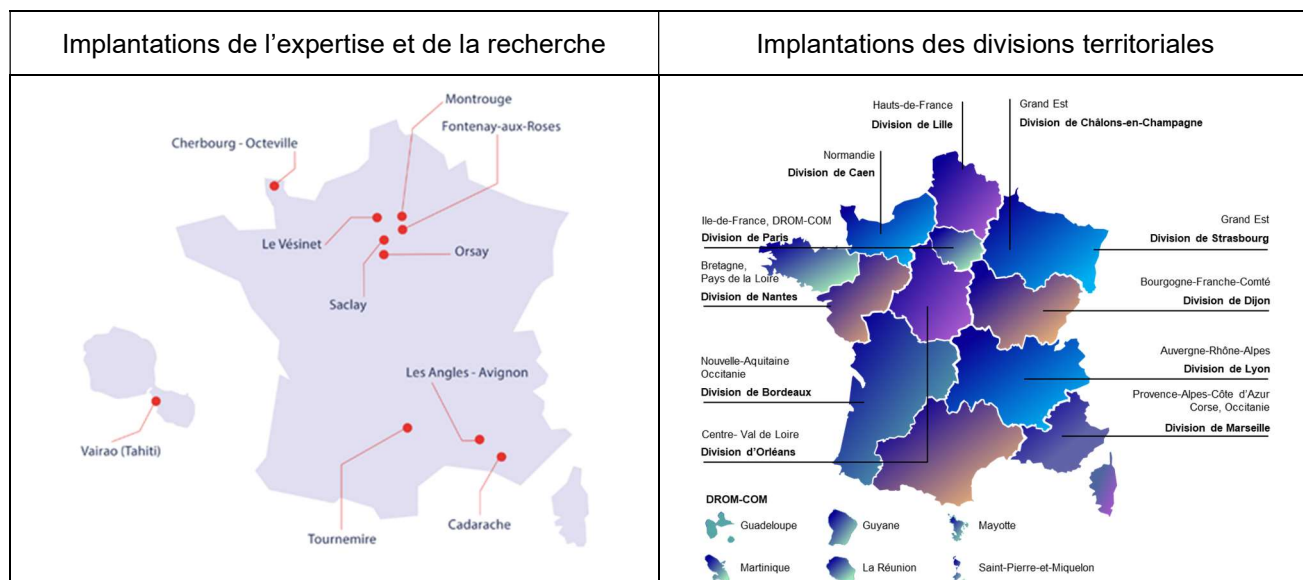 Implantations de l'expertise et de la recherche
Implantations des divisions territoriales
Montrouge
Fontenay-aux-Roses
Cherbourg - Octeville
Le Vésinet
Orsay
Saclay
Les Angles - Avignon
Vairao (Tahiti)
Cadarache
Tournemire
Hauts-de-France
Division de Lille
Grand Est
Division de Châlons-en-Champagne
Normandie
Division de Caen
Ile-de-France, DROM-COM
Division de Paris
Grand Est
Division de Strasbourg
Bretagne,
Pays de la Loire
Division de Nantes
Bourgogne-Franche-Comté
Division de Dijon
Nouvelle-Aquitaine
Occitanie
Division de Bordeaux
Auvergne-Rhône-Alpes
Division de Lyon
Provence-Alpes-Côte d'Azur
Corse, Occitanie
Division de Marseille
Centre- Val de Loire
Division d'Orléans
DROM-COM
Guadeloupe
Guyane
Mayotte
Martinique
La Réunion
Saint-Pierre-et-Miquelon